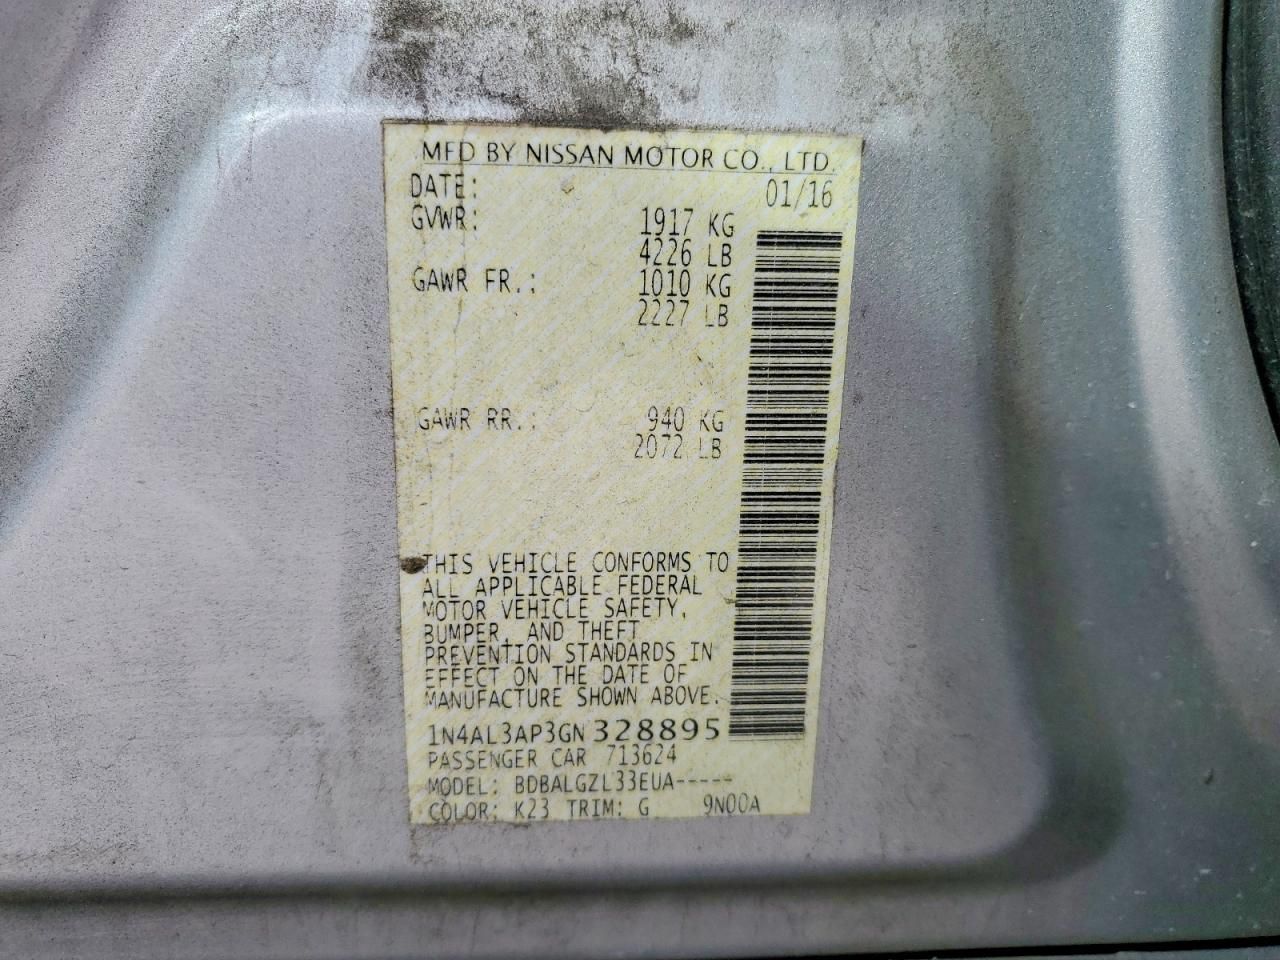 MFD BY NISSAN MOTOR CO., LTD.
DATE: 01/16
GVWR: 1917 KG
4226 LB
GAWR FR.: 1010 KG
2227 LB
GAWR RR.: 940 KG
2072 LB
THIS VEHICLE CONFORMS TO
ALL APPLICABLE FEDERAL
MOTOR VEHICLE SAFETY,
BUMPER, AND THEFT
PREVENTION STANDARDS IN
EFFECT ON THE DATE OF
MANUFACTURE SHOWN ABOVE.
1N4AL3AP3GN328895
PASSENGER CAR 713624
MODEL: BDBALGZL33EUA-----
COLOR: K23 TRIM: G 9N00A